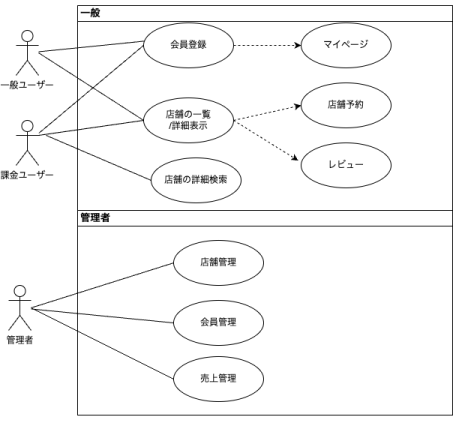 一般
会員登録
マイページ
一般ユーザー
店舗の一覧
/詳細表示
店舗予約
課金ユーザー
レビュー
店舗の詳細検索
管理者
店舗管理
会員管理
管理者
売上管理